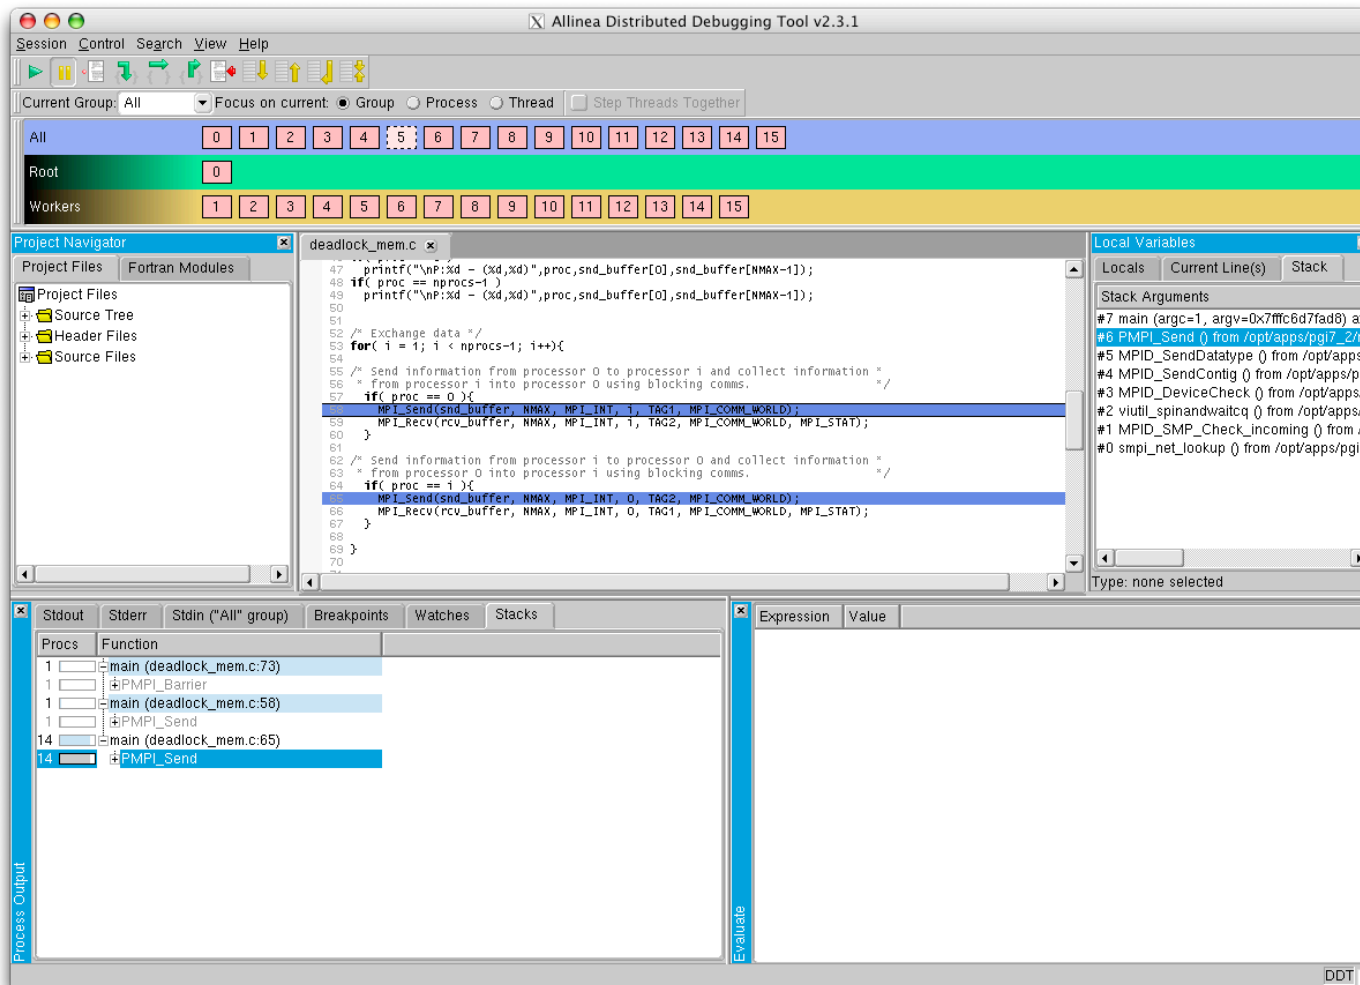 Allinea Distributed Debugging Tool v2.3.1
Session Control Search View Help
Current Group: All Focus on current: Group Process Thread Step Threads Together
All 0 1 2 3 4 5 6 7 8 9 10 11 12 13 14 15
Root 0
Workers 1 2 3 4 5 6 7 8 9 10 11 12 13 14 15
Project Navigator
Project Files Fortran Modules
Project Files
Source Tree
Header Files
Source Files
deadlock_mem.c
47 printf("\nP:%d - (%d,%d)",proc,snd_buffer[0],snd_buffer[NMAX-1]);
48 if( proc == nprocs-1 )
49 printf("\nP:%d - (%d,%d)",proc,snd_buffer[0],snd_buffer[NMAX-1]);
50
51
52 /* Exchange data */
53 for( i = 1; i < nprocs-1; i++){
54
55 /* Send information from processor 0 to processor i and collect information *
56 * from processor i into processor 0 using blocking comms. */
57 if( proc == 0 ){
58 MPI_Send(snd_buffer, NMAX, MPI_INT, i, TAG1, MPI_COMM_WORLD);
59 MPI_Recv(rcv_buffer, NMAX, MPI_INT, i, TAG2, MPI_COMM_WORLD, MPI_STAT);
60 }
61
62 /* Send information from processor i to processor 0 and collect information *
63 * from processor 0 into processor i using blocking comms. */
64 if( proc == i ){
65 MPI_Send(snd_buffer, NMAX, MPI_INT, 0, TAG2, MPI_COMM_WORLD);
66 MPI_Recv(rcv_buffer, NMAX, MPI_INT, 0, TAG1, MPI_COMM_WORLD, MPI_STAT);
67 }
68
69 }
70
Local Variables
Locals Current Line(s) Stack
Stack Arguments
#7 main (argc=1, argv=0x7fffc6d7fad8) a
#6 PMPI_Send () from /opt/apps/pgi7_2/
#5 MPID_SendDatatype () from /opt/apps
#4 MPID_SendContig () from /opt/apps/p
#3 MPID_DeviceCheck () from /opt/apps
#2 viutil_spinandwaitcq () from /opt/apps
#1 MPID_SMP_Check_incoming () from
#0 smpi_net_lookup () from /opt/apps/pgi
Type: none selected
Stdout Stderr Stdin ("All" group) Breakpoints Watches Stacks
Procs Function
1 main (deadlock_mem.c:73)
1 PMPI_Barrier
1 main (deadlock_mem.c:58)
1 PMPI_Send
14 main (deadlock_mem.c:65)
14 PMPI_Send
Process Output
Expression Value
Evaluate
DDT